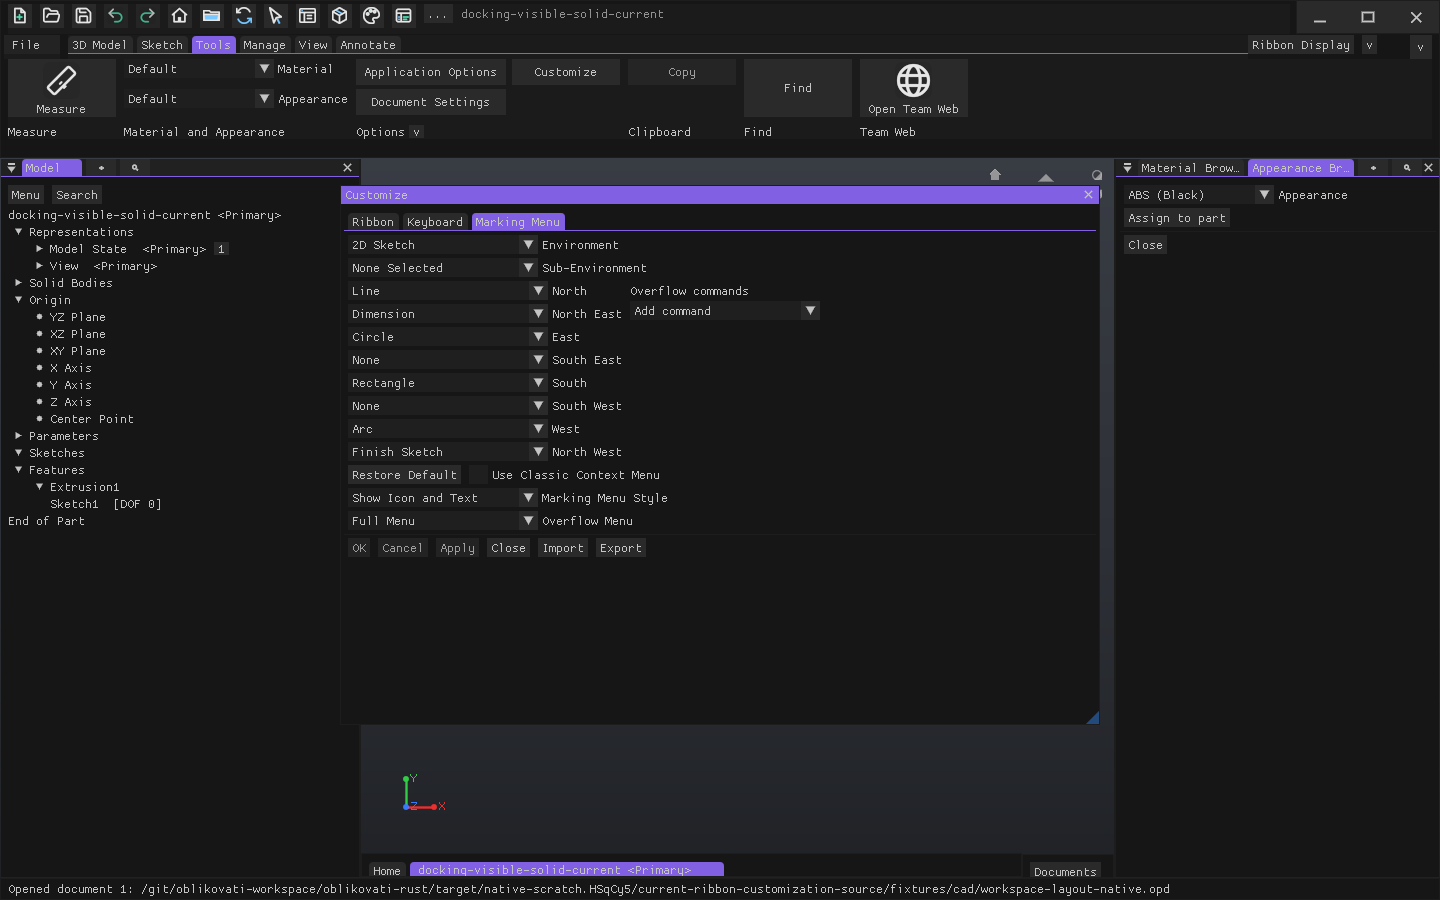 ... docking-visible-solid-current
File 3D Model Sketch Tools Manage View Annotate Ribbon Display v v
Measure
Default Material
Default Appearance
Application Options
Document Settings
Customize
Copy
Find
Open Team Web
Measure Material and Appearance Options v Clipboard Find Team Web
Model
Menu Search
docking-visible-solid-current <Primary>
Representations
Model State <Primary> 1
View <Primary>
Solid Bodies
Origin
YZ Plane
XZ Plane
XY Plane
X Axis
Y Axis
Z Axis
Center Point
Parameters
Sketches
Features
Extrusion1
Sketch1 [DOF 0]
End of Part
Customize
Ribbon Keyboard Marking Menu
2D Sketch Environment
None Selected Sub-Environment
Line North
Dimension North East
Circle East
None South East
Rectangle South
None South West
Arc West
Finish Sketch North West
Overflow commands
Add command
Restore Default Use Classic Context Menu
Show Icon and Text Marking Menu Style
Full Menu Overflow Menu
OK Cancel Apply Close Import Export
Material Brow... Appearance Br...
ABS (Black) Appearance
Assign to part
Close
Y
Z X
Home docking-visible-solid-current <Primary> Documents
Opened document 1: /git/oblikovati-workspace/oblikovati-rust/target/native-scratch.HSqCy5/current-ribbon-customization-source/fixtures/cad/workspace-layout-native.opd